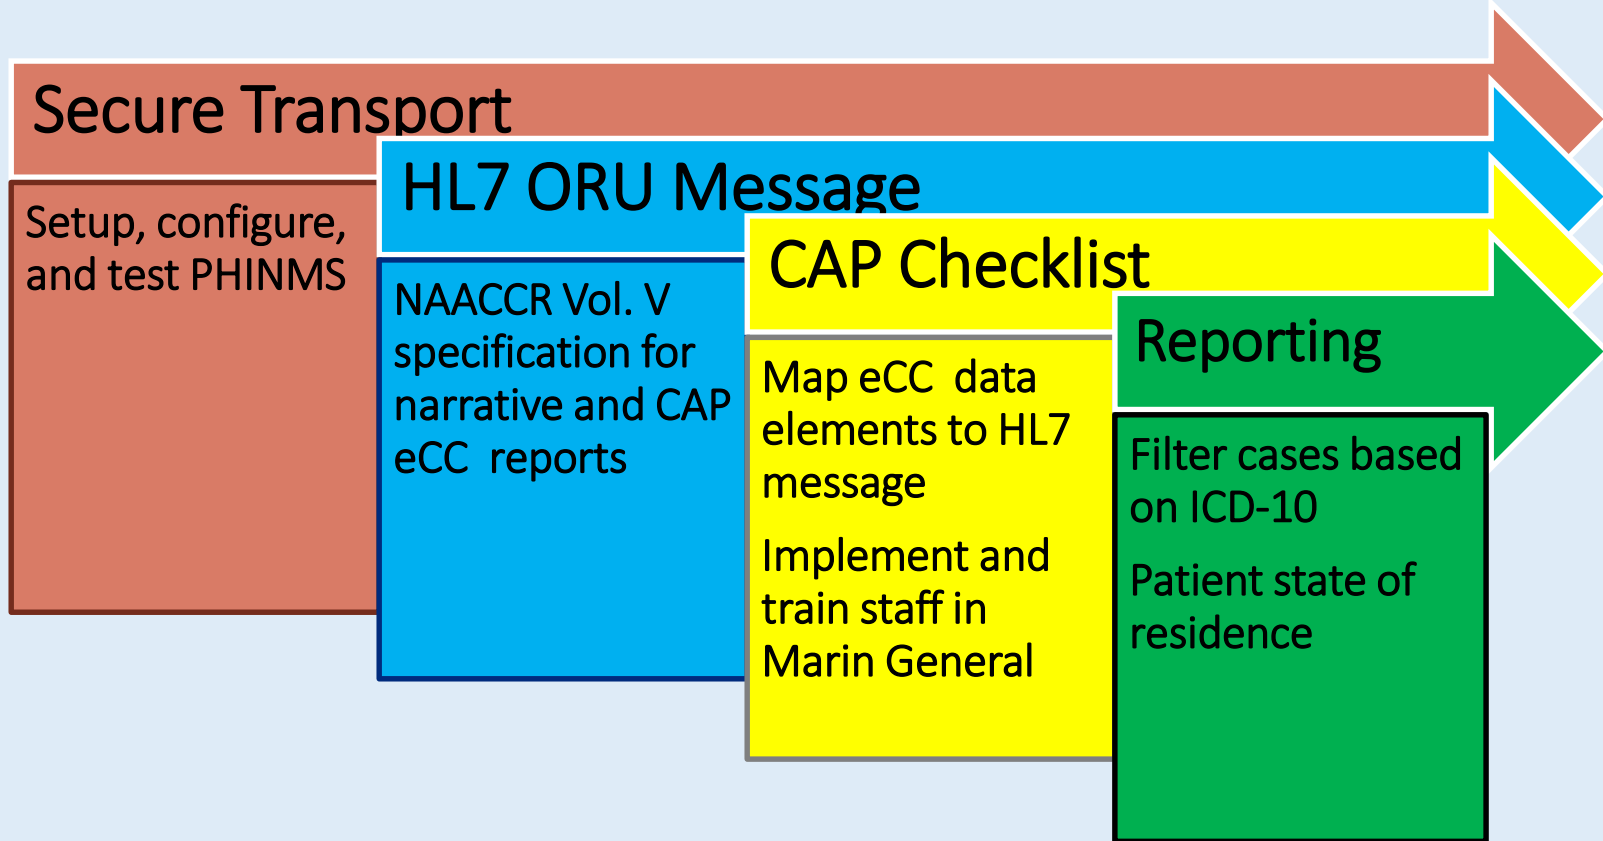 Secure Transport
Setup, configure,
and test PHINMS
HL7 ORU Message
NAACCR Vol. V
specification for
narrative and CAP
eCC  reports
CAP Checklist
Map eCC  data
elements to HL7
message
Implement and
train staff in
Marin General
Reporting
Filter cases based
on ICD-10
Patient state of
residence